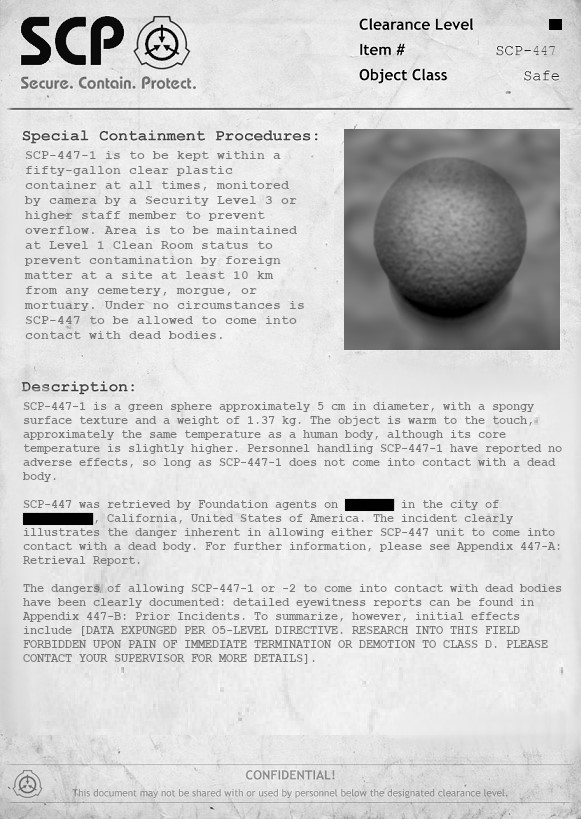 SCP
Secure. Contain. Protect.
Clearance Level
Item # SCP-447
Object Class Safe
Special Containment Procedures:
SCP-447-1 is to be kept within a
fifty-gallon clear plastic
container at all times, monitored
by camera by a Security Level 3 or
higher staff member to prevent
overflow. Area is to be maintained
at Level 1 Clean Room status to
prevent contamination by foreign
matter at a site at least 10 km
from any cemetery, morgue, or
mortuary. Under no circumstances is
SCP-447 to be allowed to come into
contact with dead bodies.
Description:
SCP-447-1 is a green sphere approximately 5 cm in diameter, with a spongy
surface texture and a weight of 1.37 kg. The object is warm to the touch,
approximately the same temperature as a human body, although its core
temperature is slightly higher. Personnel handling SCP-447-1 have reported no
adverse effects, so long as SCP-447-1 does not come into contact with a dead
body.
SCP-447 was retrieved by Foundation agents on in the city of
, California, United States of America. The incident clearly
illustrates the danger inherent in allowing either SCP-447 unit to come into
contact with a dead body. For further information, please see Appendix 447-A:
Retrieval Report.
The dangers of allowing SCP-447-1 or -2 to come into contact with dead bodies
have been clearly documented: detailed eyewitness reports can be found in
Appendix 447-B: Prior Incidents. To summarize, however, initial effects
include [DATA EXPUNGED PER O5-LEVEL DIRECTIVE. RESEARCH INTO THIS FIELD
FORBIDDEN UPON PAIN OF IMMEDIATE TERMINATION OR DEMOTION TO CLASS D. PLEASE
CONTACT YOUR SUPERVISOR FOR MORE DETAILS].
CONFIDENTIAL!
This document may not be shared with or used by personnel below the designated clearance level.